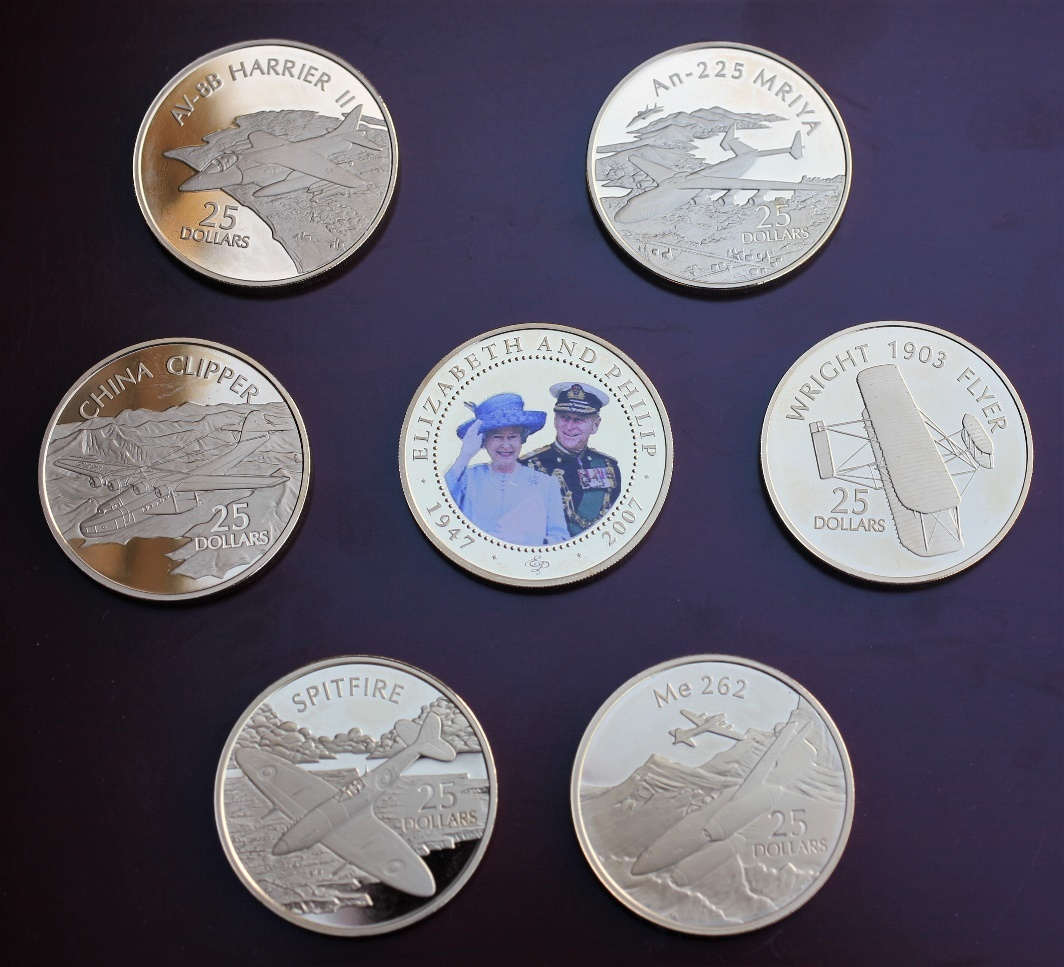 AV-8B HARRIER II
25
DOLLARS
An-225 MRIYA
25
DOLLARS
CHINA CLIPPER
25
DOLLARS
ELIZABETH AND PHILIP
1947 2007
EP
WRIGHT 1903 FLYER
25
DOLLARS
SPITFIRE
25
DOLLARS
Me 262
25
DOLLARS